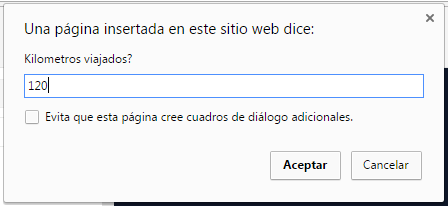 Una página insertada en este sitio web dice:
Kilometros viajados?
120
Evita que esta página cree cuadros de diálogo adicionales.
Aceptar Cancelar